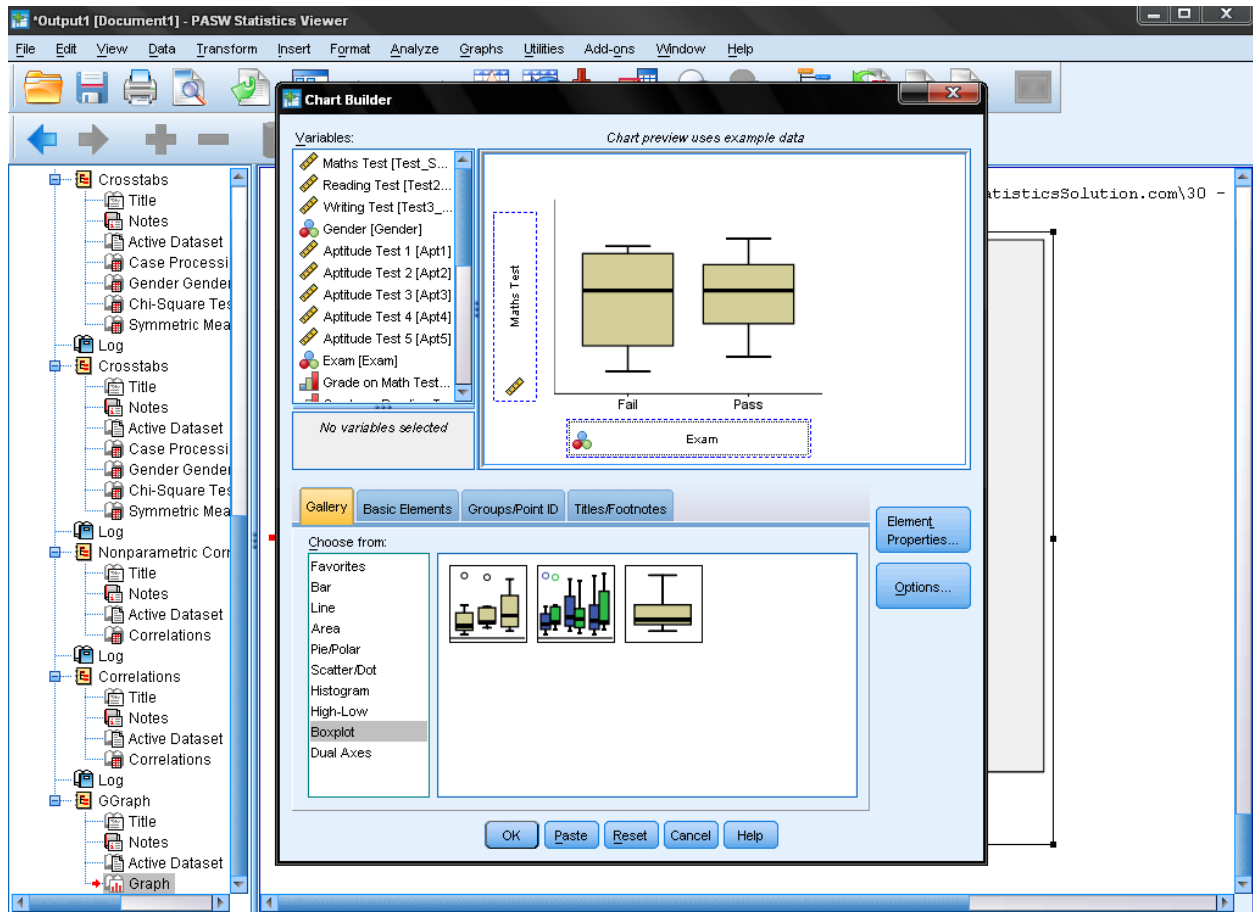 *Output1 [Document1] - PASW Statistics Viewer
File Edit View Data Transform Insert Format Analyze Graphs Utilities Add-ons Window Help
Crosstabs
Title
Notes
Active Dataset
Case Processi
Gender Gender
Chi-Square Tes
Symmetric Mea
Log
Crosstabs
Title
Notes
Active Dataset
Case Processi
Gender Gender
Chi-Square Tes
Symmetric Mea
Log
Nonparametric Corr
Title
Notes
Active Dataset
Correlations
Log
Correlations
Title
Notes
Active Dataset
Correlations
Log
GGraph
Title
Notes
Active Dataset
Graph
Chart Builder
Variables:
Chart preview uses example data
Maths Test [Test_S...
Reading Test [Test2...
Writing Test [Test3_...
Gender [Gender]
Aptitude Test 1 [Apt1]
Aptitude Test 2 [Apt2]
Aptitude Test 3 [Apt3]
Aptitude Test 4 [Apt4]
Aptitude Test 5 [Apt5]
Exam [Exam]
Grade on Math Test...
No variables selected
Maths Test
Fail Pass
Exam
Gallery Basic Elements Groups/Point ID Titles/Footnotes
Choose from:
Favorites
Bar
Line
Area
Pie/Polar
Scatter/Dot
Histogram
High-Low
Boxplot
Dual Axes
Element Properties...
Options...
OK Paste Reset Cancel Help
atisticsSolution.com\30 -